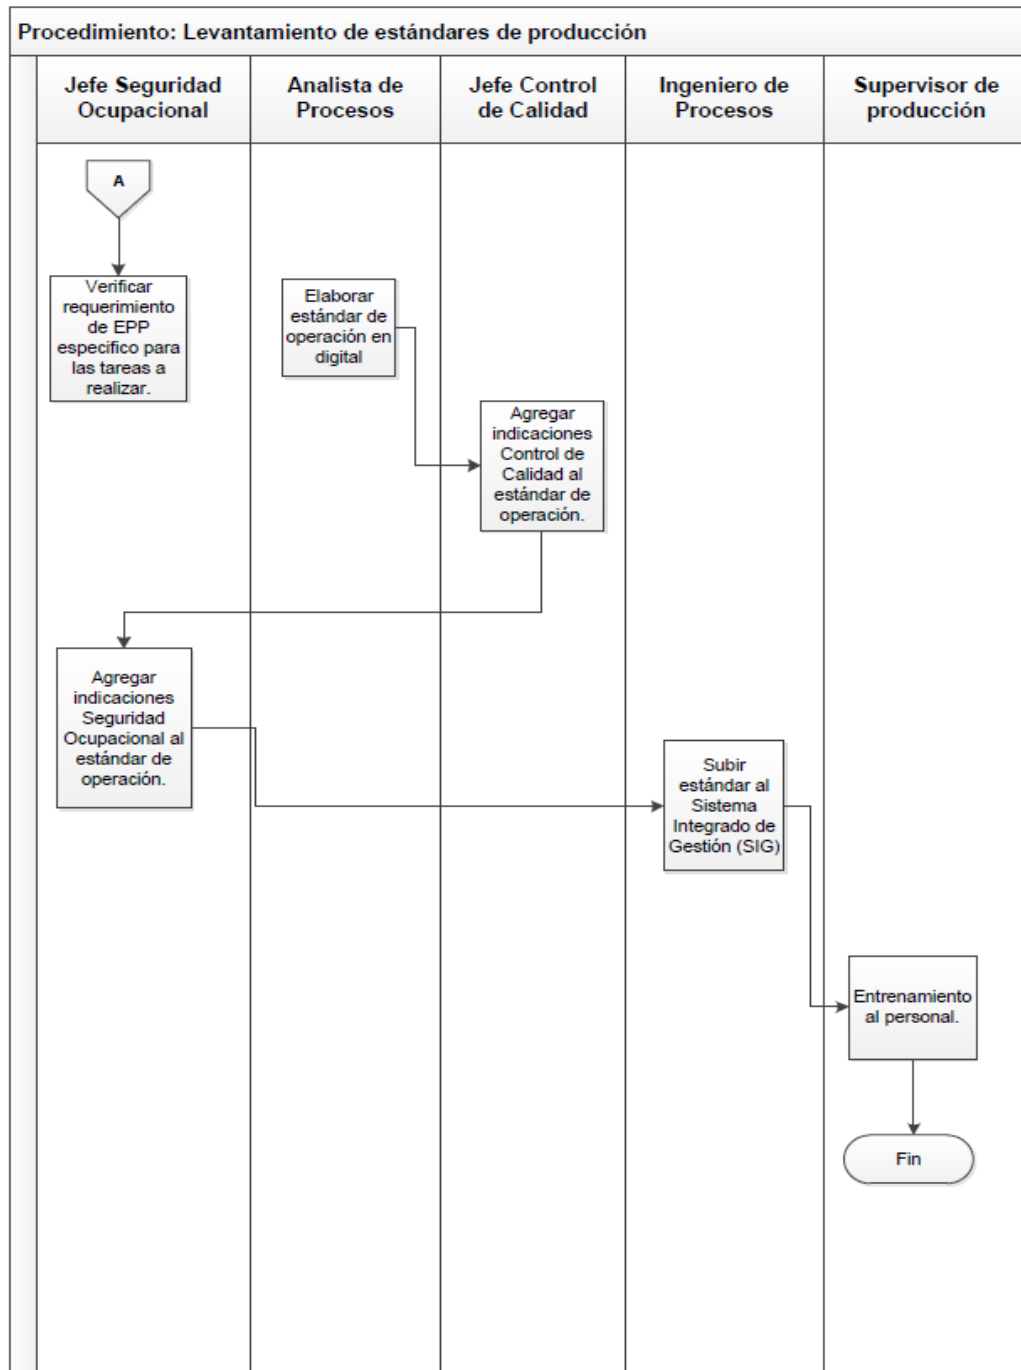 Procedimiento: Levantamiento de estándares de producción
Jefe Seguridad
Ocupacional
Analista de
Procesos
Jefe Control
de Calidad
Ingeniero de
Procesos
Supervisor de
producción
A
Verificar
requerimiento
de EPP
especifico para
las tareas a
realizar.
Elaborar
estándar de
operación en
digital
Agregar
indicaciones
Control de
Calidad al
estándar de
operación.
Agregar
indicaciones
Seguridad
Ocupacional al
estándar de
operación.
Subir
estándar al
Sistema
Integrado de
Gestión (SIG)
Entrenamiento
al personal.
Fin